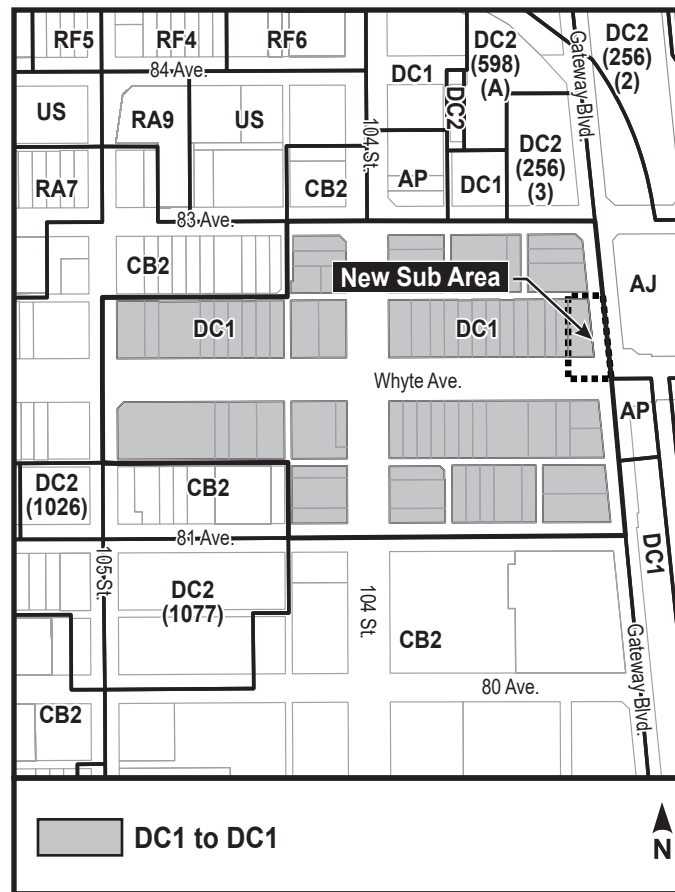 RF5
RF4
RF6
84 Ave.
US
RA9
US
104 St.
DC1
DC2
DC2
(598)
(A)
Gateway Blvd.
DC2
(256)
(2)
RA7
CB2
AP
DC1
DC2
(256)
(3)
83 Ave.
CB2
New Sub Area
AJ
DC1
DC1
Whyte Ave.
AP
DC2
(1026)
CB2
81 Ave.
105 St.
DC2
(1077)
104 St.
CB2
DC1
Gateway Blvd.
80 Ave.
CB2
DC1 to DC1
N